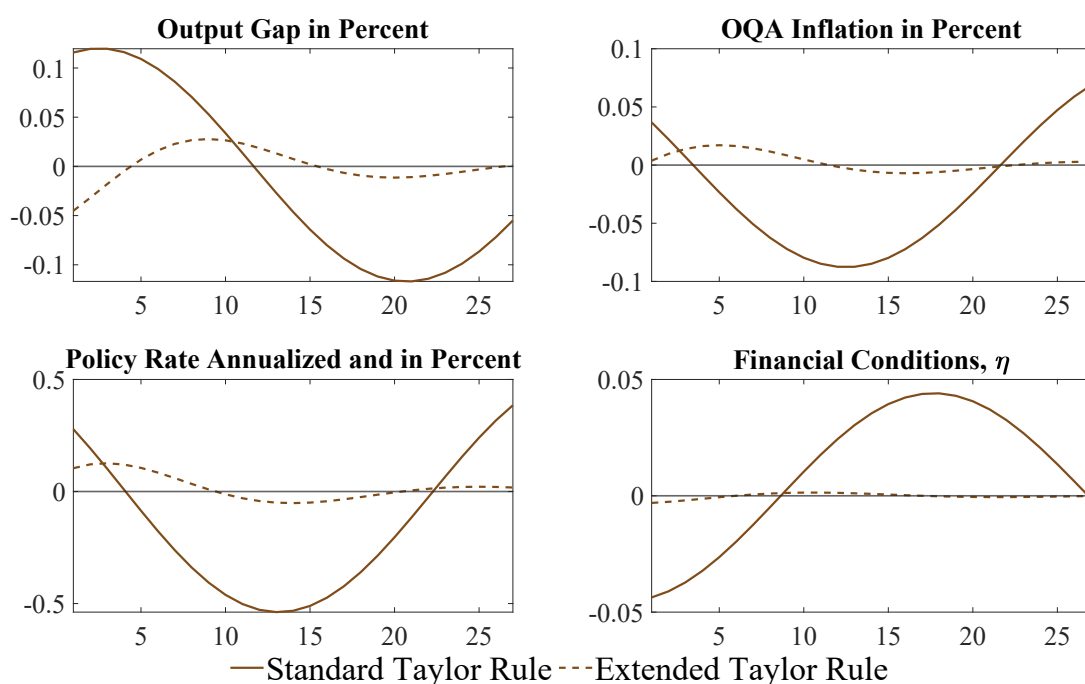 Output Gap in Percent
0.1
0.05
0
-0.05
-0.1
5 10 15 20 25
OQA Inflation in Percent
0.1
0.05
0
-0.05
-0.1
5 10 15 20 25
Policy Rate Annualized and in Percent
0.5
0
-0.5
5 10 15 20 25
Financial Conditions, η
0.05
0
-0.05
5 10 15 20 25
Standard Taylor Rule Extended Taylor Rule